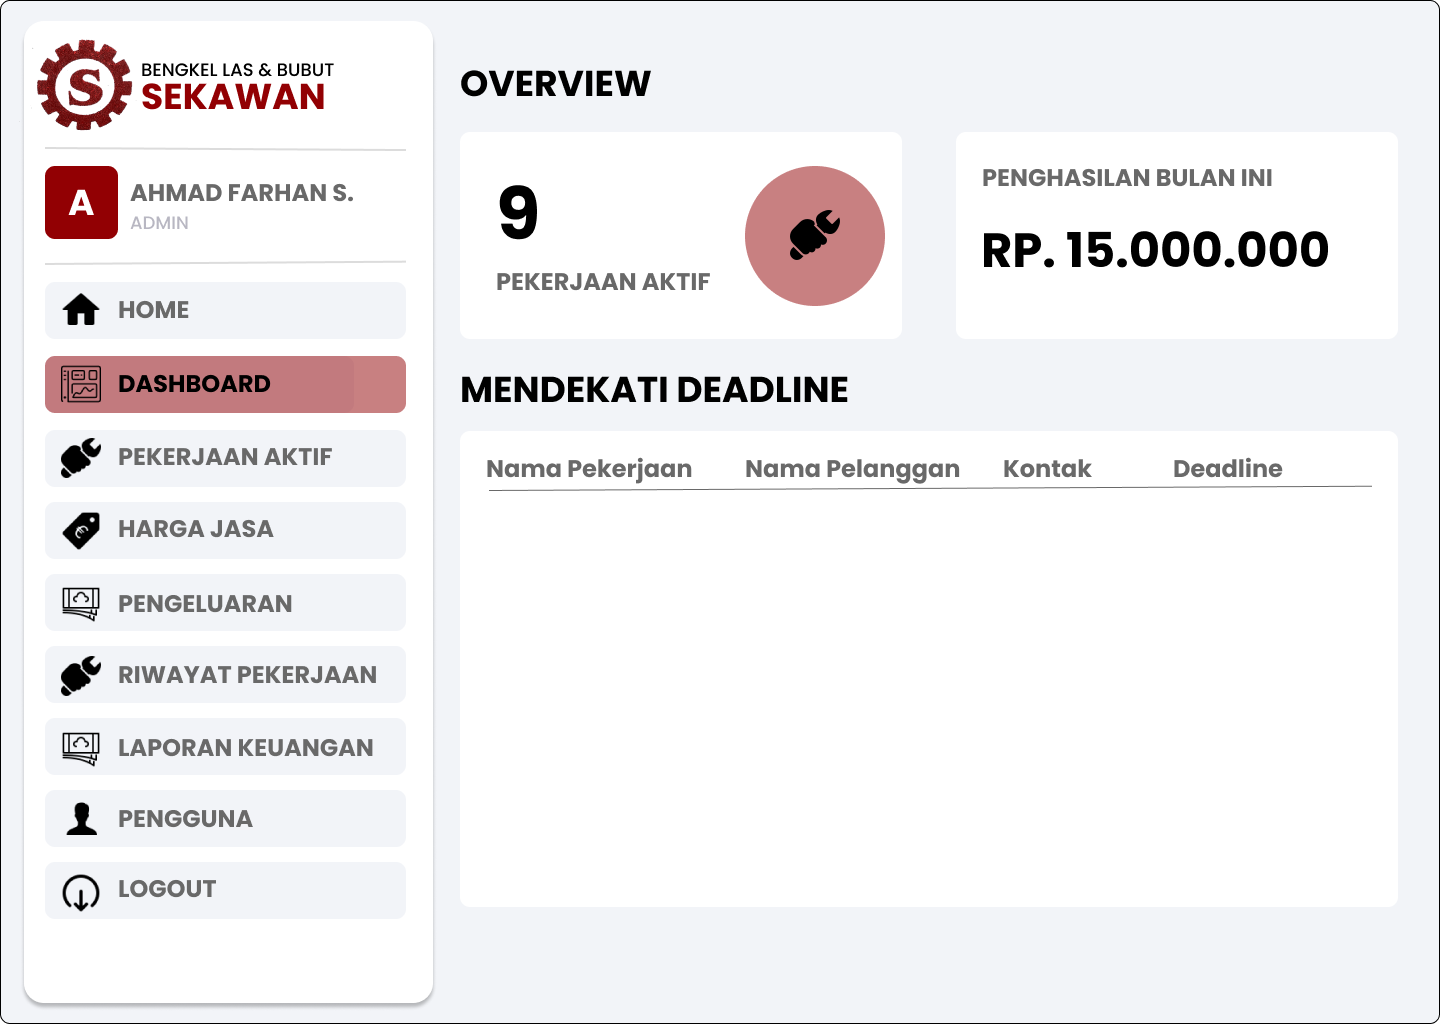 S
BENGKEL LAS & BUBUT
SEKAWAN
A
AHMAD FARHAN S.
ADMIN
HOME
DASHBOARD
PEKERJAAN AKTIF
HARGA JASA
PENGELUARAN
RIWAYAT PEKERJAAN
LAPORAN KEUANGAN
PENGGUNA
LOGOUT
OVERVIEW
9
PEKERJAAN AKTIF
PENGHASILAN BULAN INI
RP. 15.000.000
MENDEKATI DEADLINE
Nama Pekerjaan Nama Pelanggan Kontak Deadline